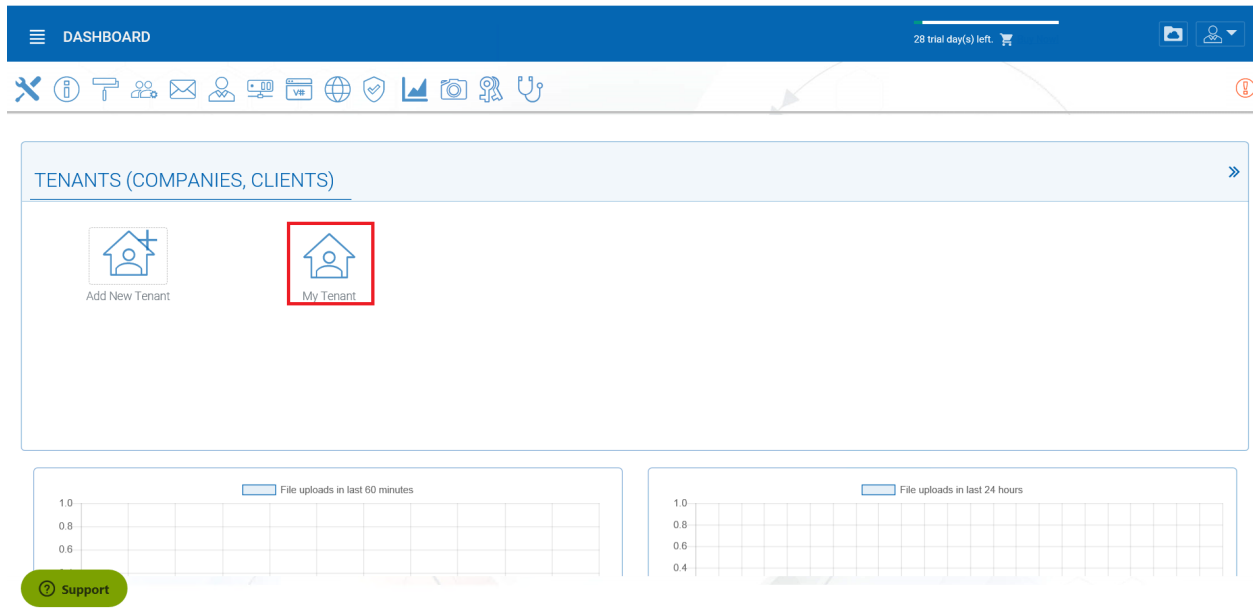 DASHBOARD
28 trial day(s) left.
V#
TENANTS (COMPANIES, CLIENTS)
Add New Tenant
My Tenant
File uploads in last 60 minutes
1.0
0.8
0.6
File uploads in last 24 hours
1.0
0.8
0.6
0.4
Support